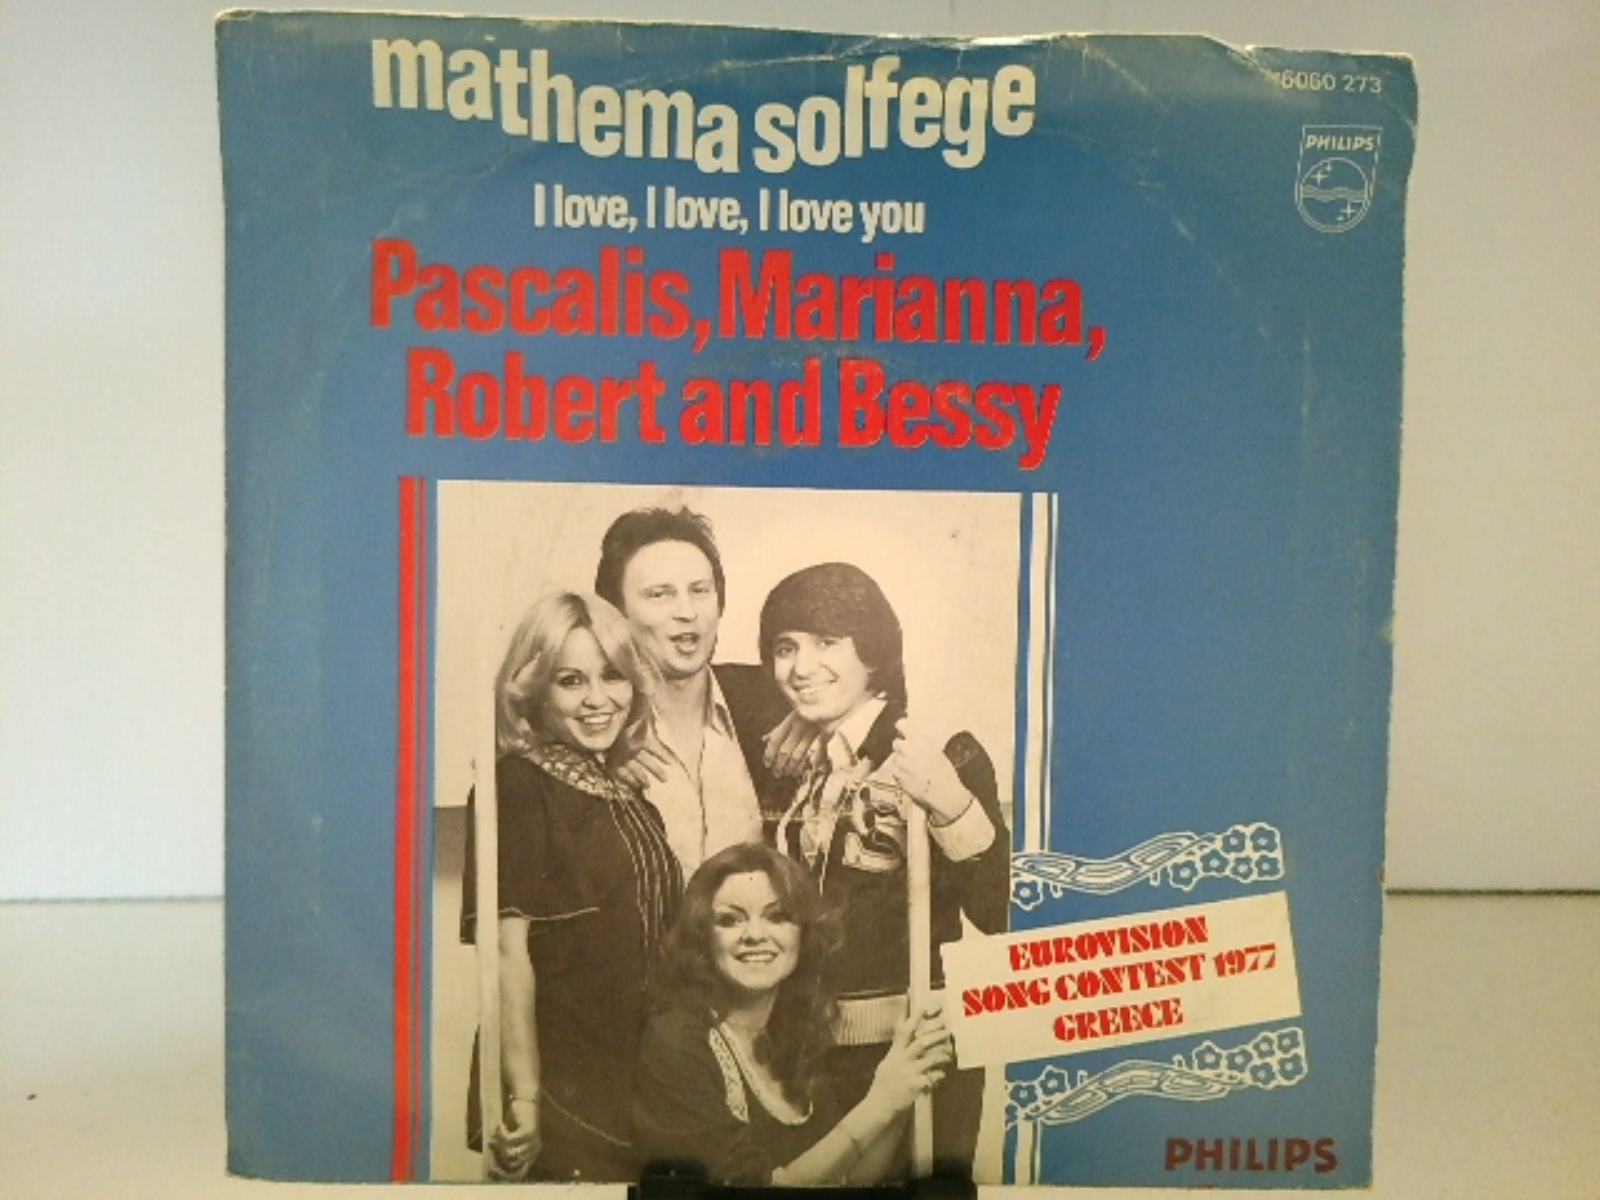 mathema solfege
6060 273
PHILIPS
I love, I love, I love you
Pascalis, Marianna,
Robert and Bessy
EUROVISION
SONG CONTEST 1977
GREECE
PHILIPS